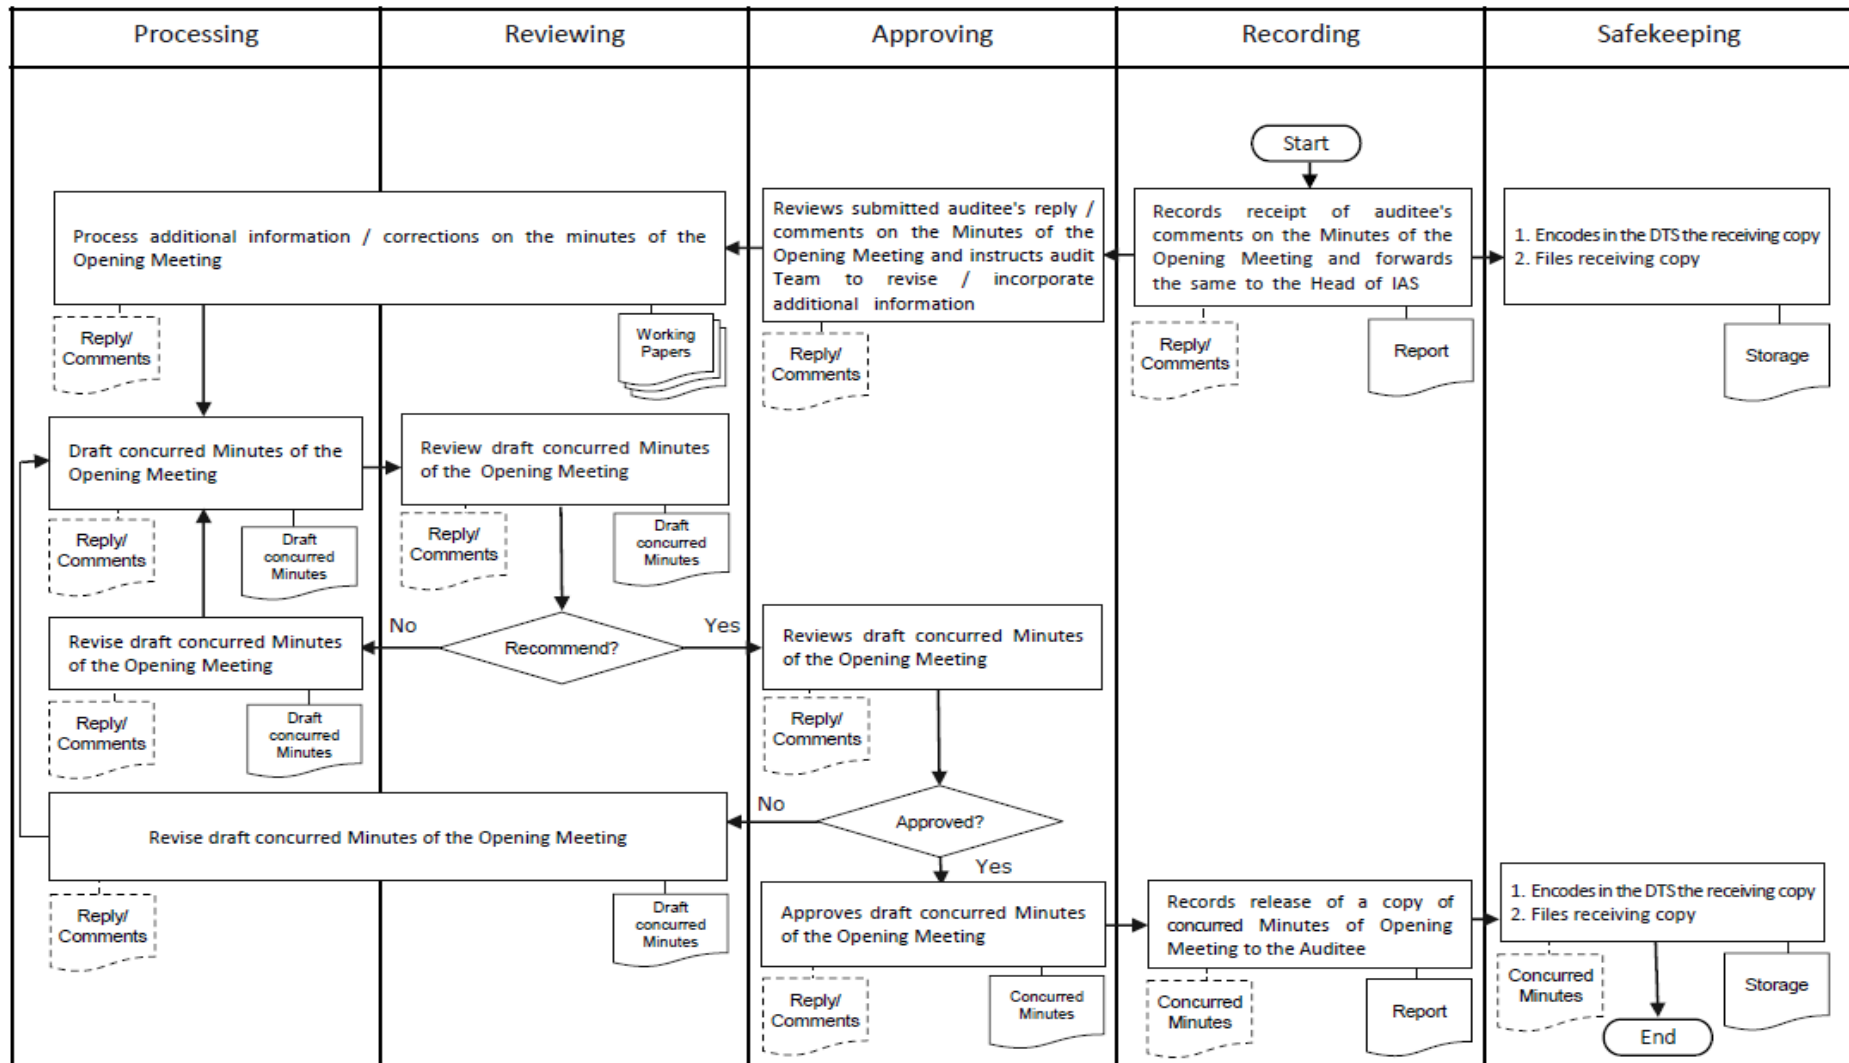 Processing
Reviewing
Approving
Recording
Safekeeping
Start
Process additional information / corrections on the minutes of the
Opening Meeting
Reply/
Comments
Working
Papers
Reviews submitted auditee's reply /
comments on the Minutes of the
Opening Meeting and instructs audit
Team to revise / incorporate
additional information
Reply/
Comments
Records receipt of auditee's
comments on the Minutes of the
Opening Meeting and forwards
the same to the Head of IAS
Reply/
Comments
Report
1. Encodes in the DTS the receiving copy
2. Files receiving copy
Storage
Draft concurred Minutes of the
Opening Meeting
Reply/
Comments
Draft
concurred
Minutes
Review draft concurred Minutes
of the Opening Meeting
Reply/
Comments
Draft
concurred
Minutes
Revise draft concurred Minutes
of the Opening Meeting
Reply/
Comments
Draft
concurred
Minutes
No
Recommend?
Yes
Reviews draft concurred Minutes
of the Opening Meeting
Reply/
Comments
No
Approved?
Yes
Revise draft concurred Minutes of the Opening Meeting
Reply/
Comments
Draft
concurred
Minutes
Approves draft concurred Minutes
of the Opening Meeting
Reply/
Comments
Concurred
Minutes
Records release of a copy of
concurred Minutes of Opening
Meeting to the Auditee
Concurred
Minutes
Report
1. Encodes in the DTS the receiving copy
2. Files receiving copy
Concurred
Minutes
Storage
End